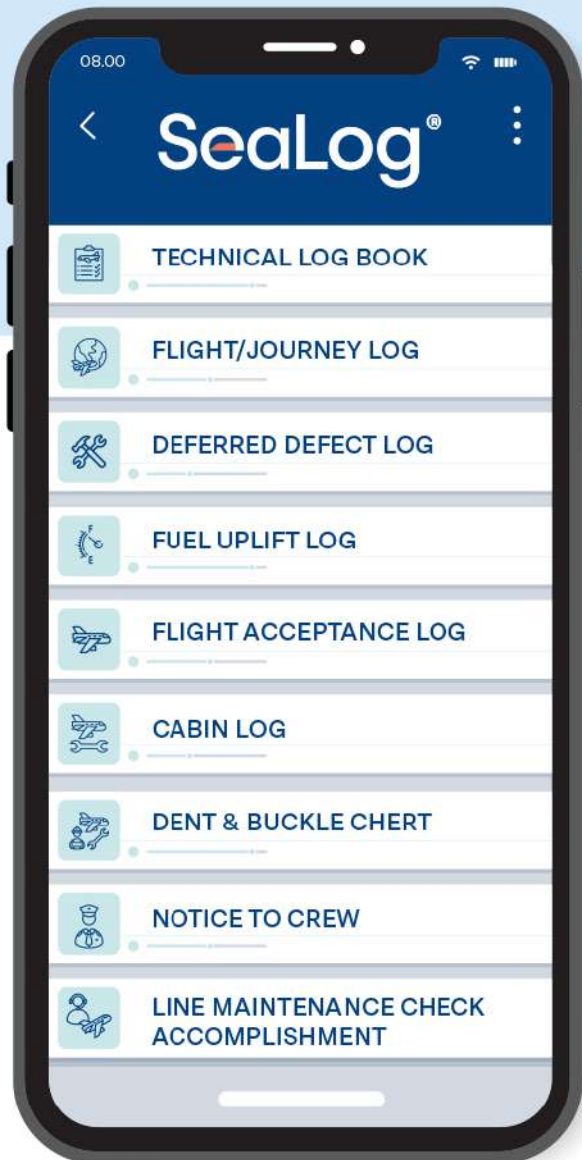 08.00
SeaLog®
TECHNICAL LOG BOOK
FLIGHT/JOURNEY LOG
DEFERRED DEFECT LOG
F
E
FUEL UPLIFT LOG
FLIGHT ACCEPTANCE LOG
CABIN LOG
DENT & BUCKLE CHERT
NOTICE TO CREW
LINE MAINTENANCE CHECK
ACCOMPLISHMENT